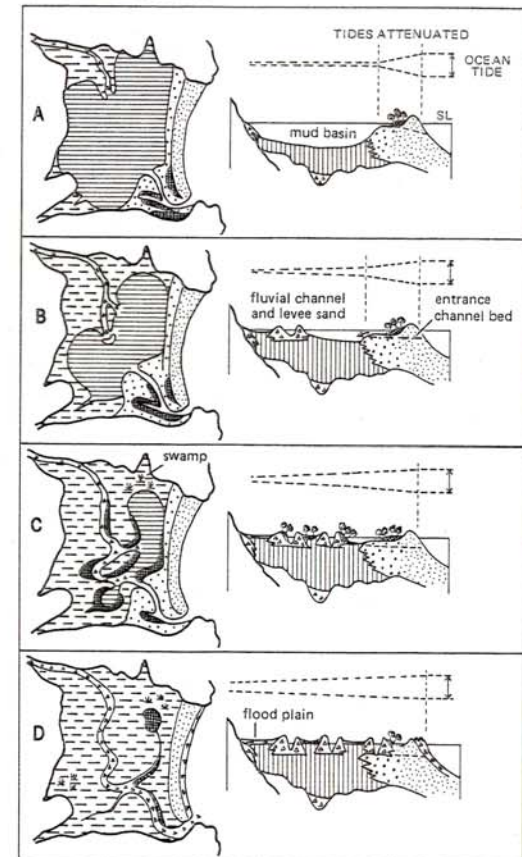 TIDES ATTENUATED
OCEAN
TIDE
A
SL
mud basin
B
fluvial channel
and levee sand
entrance
channel bed
swamp
C
D
flood plain